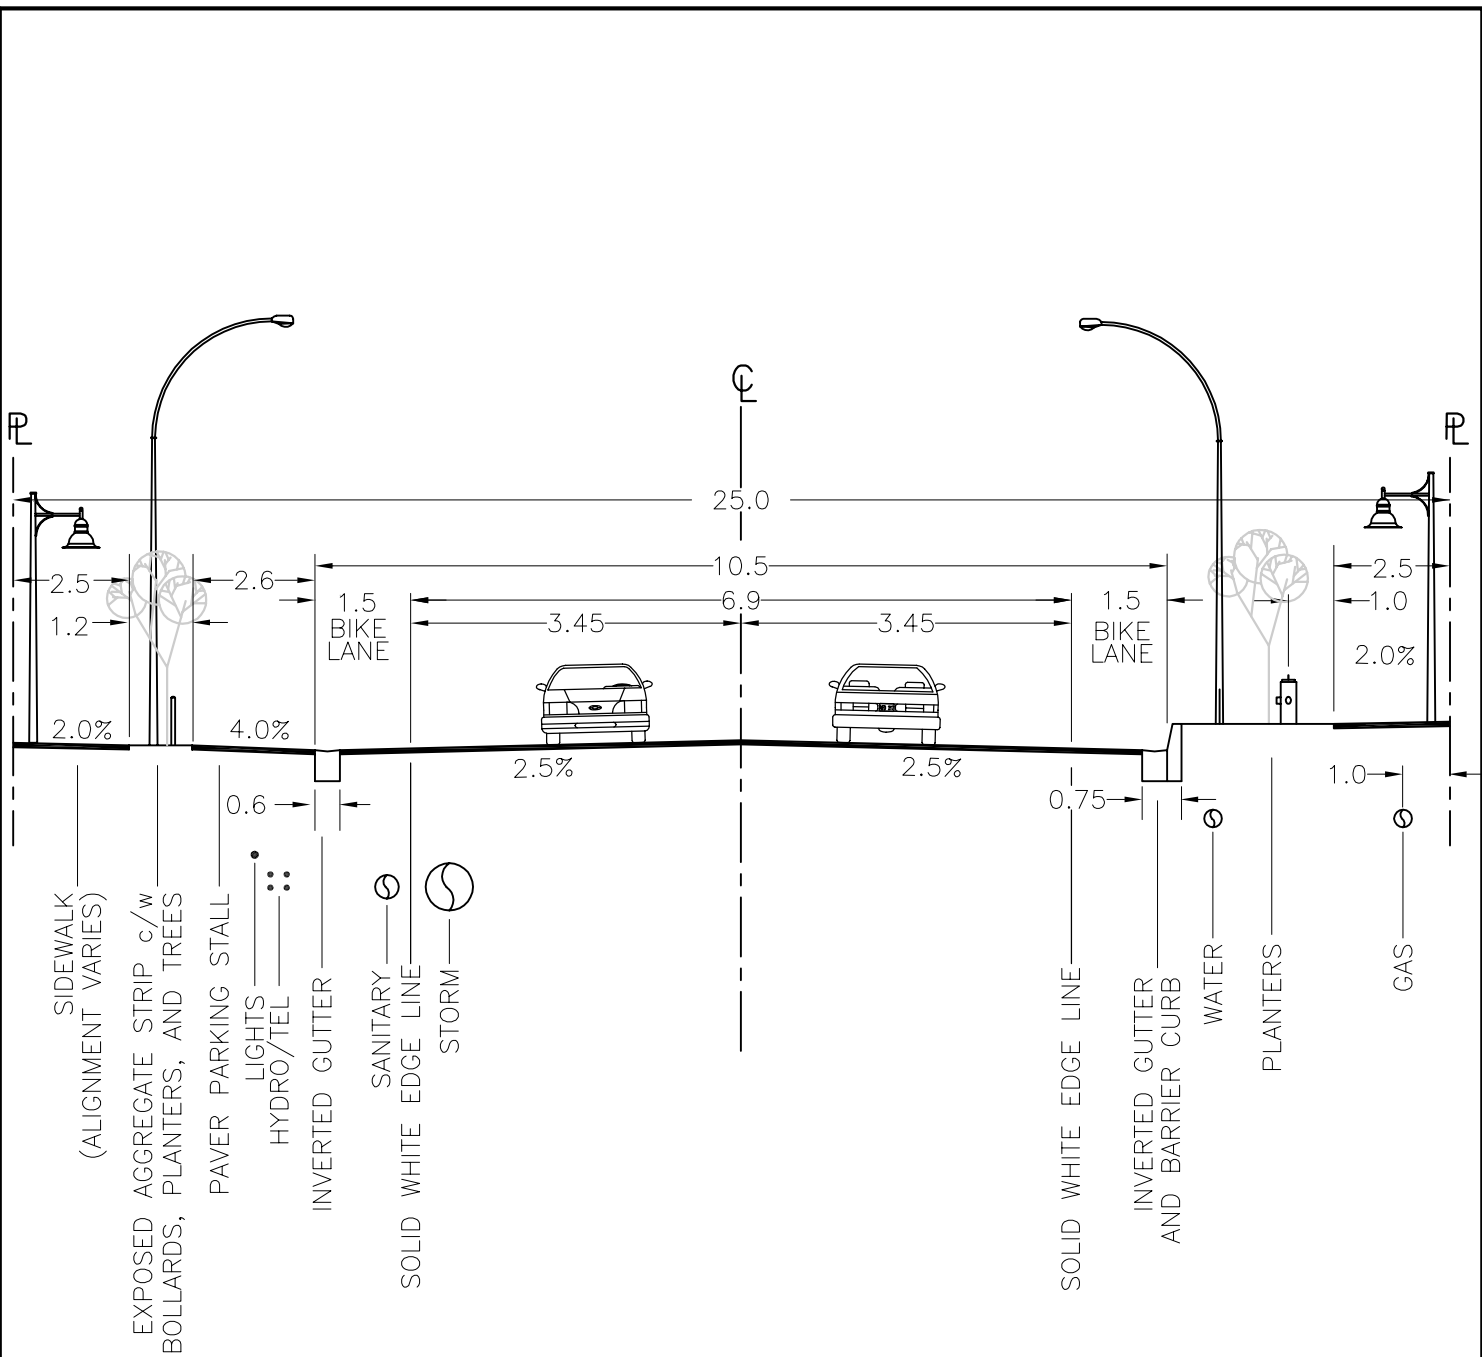 CL
PL
PL
25.0
10.5
2.5
2.6
6.9
2.5
1.5
BIKE
LANE
1.5
BIKE
LANE
1.2
3.45
3.45
1.0
2.0%
2.0%
4.0%
2.5%
2.5%
1.0
0.6
0.75
SIDEWALK
(ALIGNMENT VARIES)
EXPOSED AGGREGATE STRIP c/w
BOLLARDS, PLANTERS, AND TREES
PAVER PARKING STALL
LIGHTS
HYDRO/TEL
INVERTED GUTTER
SANITARY
SOLID WHITE EDGE LINE
STORM
SOLID WHITE EDGE LINE
INVERTED GUTTER
AND BARRIER CURB
WATER
PLANTERS
GAS